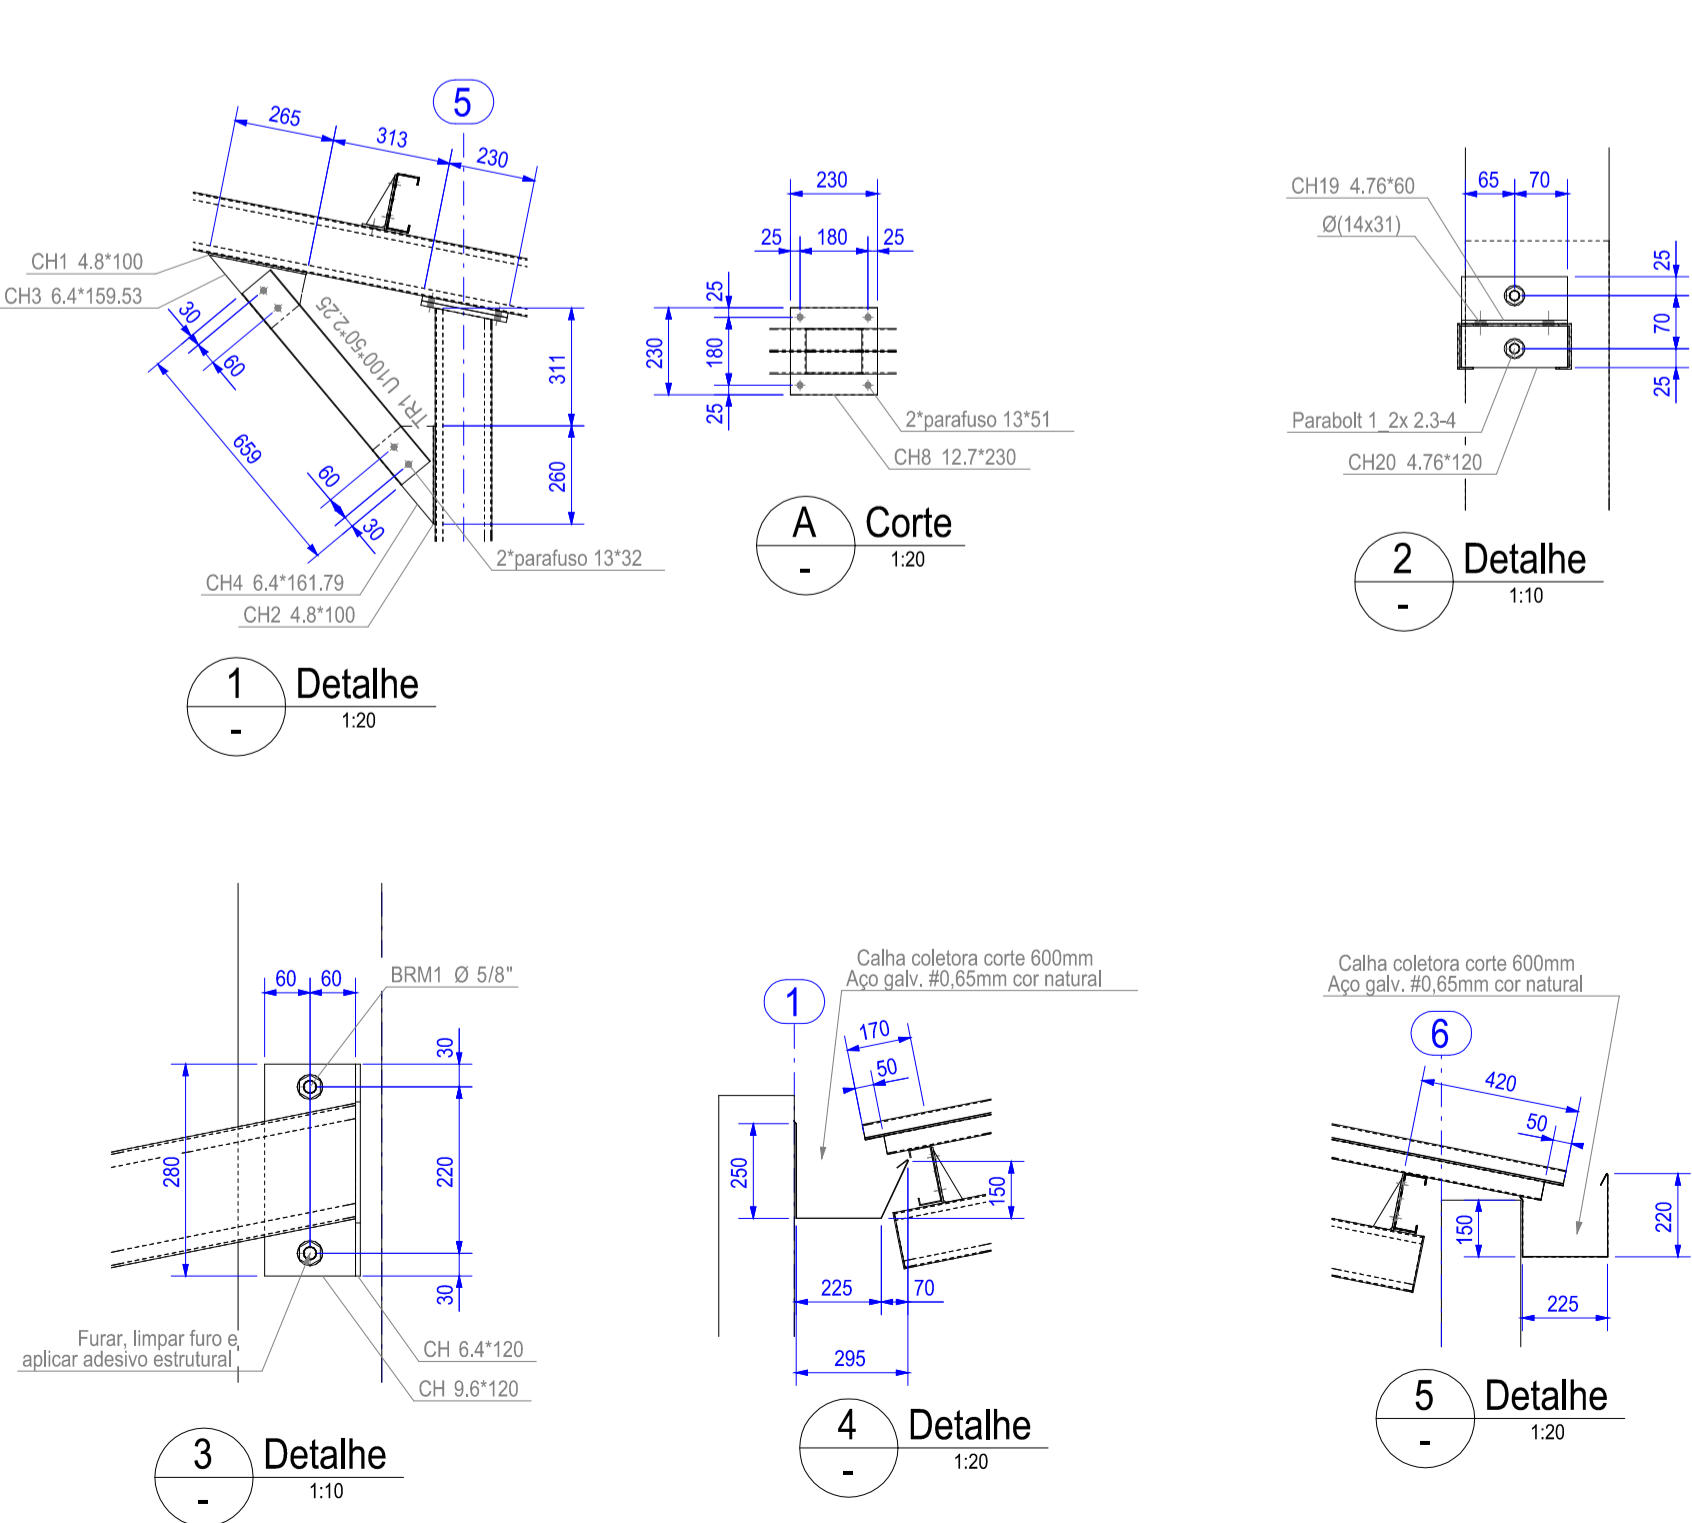 5
265
313
230
CH1 4.8*100
CH3 6.4*159.53
30
60
TR1 U100*50*2.25
659
60
30
311
260
2*parafuso 13*32
CH4 6.4*161.79
CH2 4.8*100
1 Detalhe
1:20
-
230
25 180 25
25
230
180
25
2*parafuso 13*51
CH8 12.7*230
A Corte
1:20
-
CH19 4.76*60
Ø(14x31)
65 70
25
70
25
Parabolt 1_2x 2.3-4
CH20 4.76*120
2 Detalhe
1:10
-
60 60
BRM1 Ø 5/8"
30
280
220
30
Furar, limpar furo e
aplicar adesivo estrutural
CH 6.4*120
CH 9.6*120
3 Detalhe
1:10
-
Calha coletora corte 600mm
Aço galv. #0,65mm cor natural
1
170
50
250
150
225 70
295
4 Detalhe
1:20
-
Calha coletora corte 600mm
Aço galv. #0,65mm cor natural
6
420
50
150
220
225
5 Detalhe
1:20
-